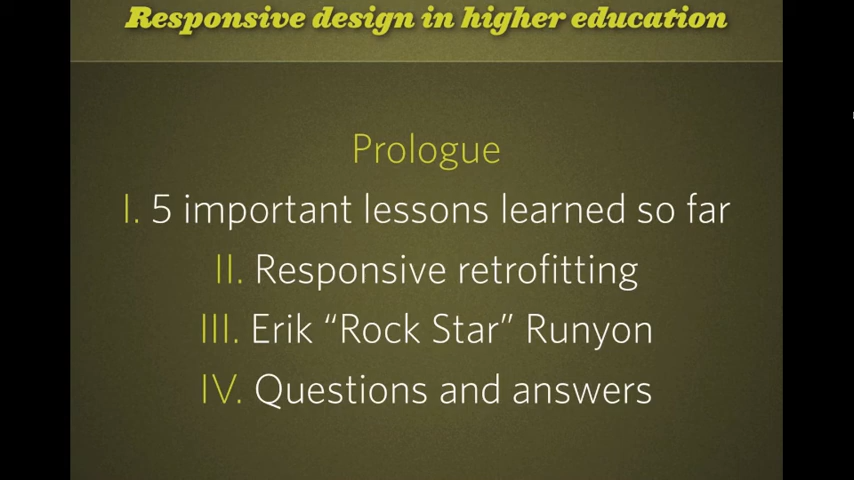 Responsive design in higher education
Prologue
I. 5 important lessons learned so far
II. Responsive retrofitting
III. Erik “Rock Star” Runyon
IV. Questions and answers